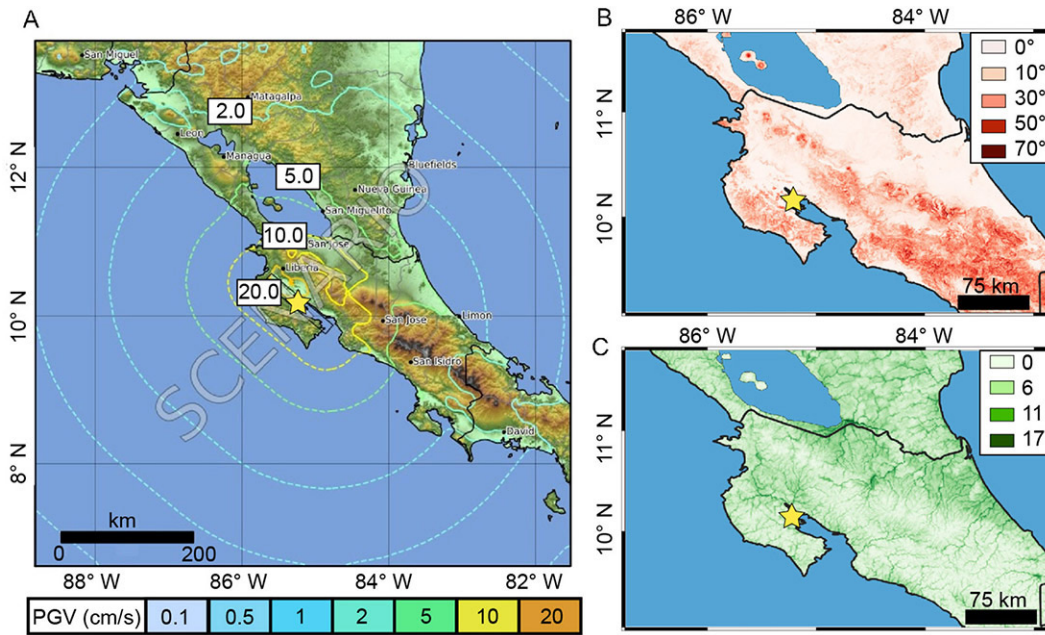 A
San Miguel
Matagalpa
2.0
Leon
Managua
Bluefields
5.0
Nueva Guinea
San Miguelito
10.0
San Jose
Liberia
20.0
San Jose
Limon
San Isidro
David
SCENARIO
12° N
10° N
8° N
km
0 200
88° W 86° W 84° W 82° W
PGV (cm/s) 0.1 0.5 1 2 5 10 20
B
86° W 84° W
11° N
10° N
0°
10°
30°
50°
70°
75 km
C
86° W 84° W
11° N
10° N
0
6
11
17
75 km